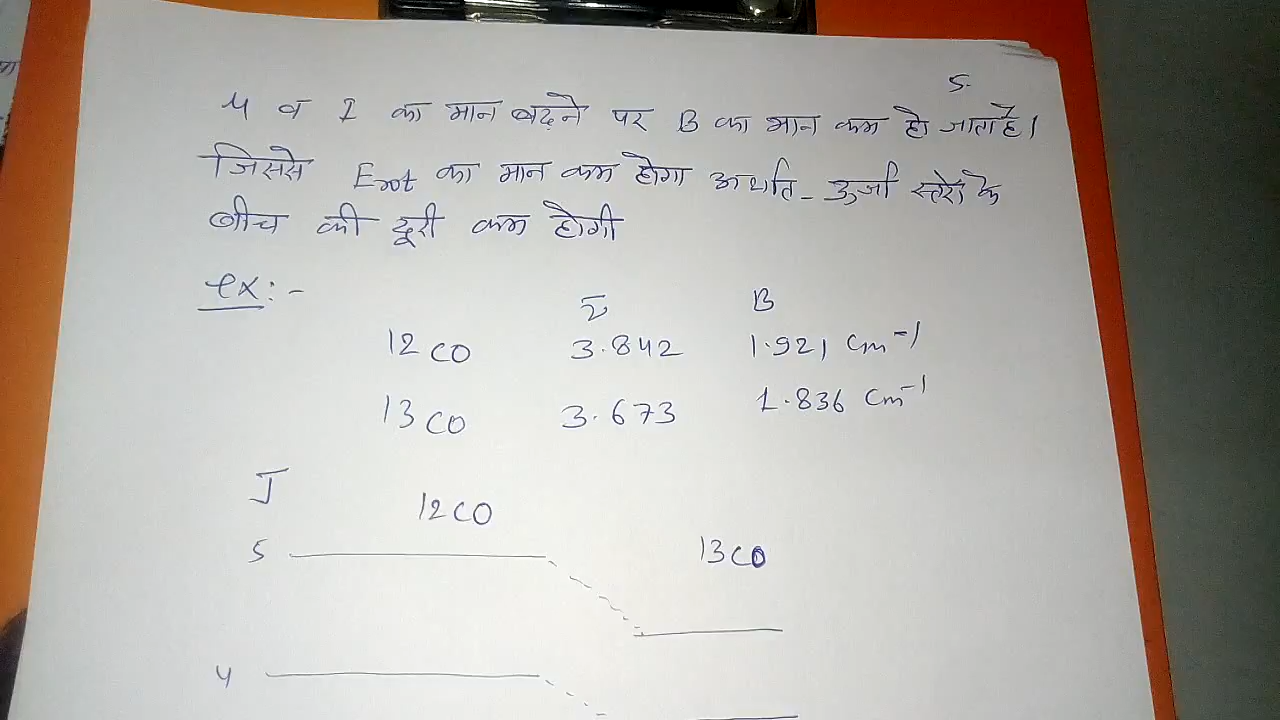 5.
μ व I का मान बढ़ने पर B का मान कम हो जाता है।
जिससे Erot का मान कम होगा अर्थात- ऊर्जा स्तरो के
बीच की दूरी कम होगी
ex:-
ν̅ B
12CO 3.842 1.921 cm⁻¹
13CO 3.673 1.836 cm⁻¹
J
12CO
5 13CO
4